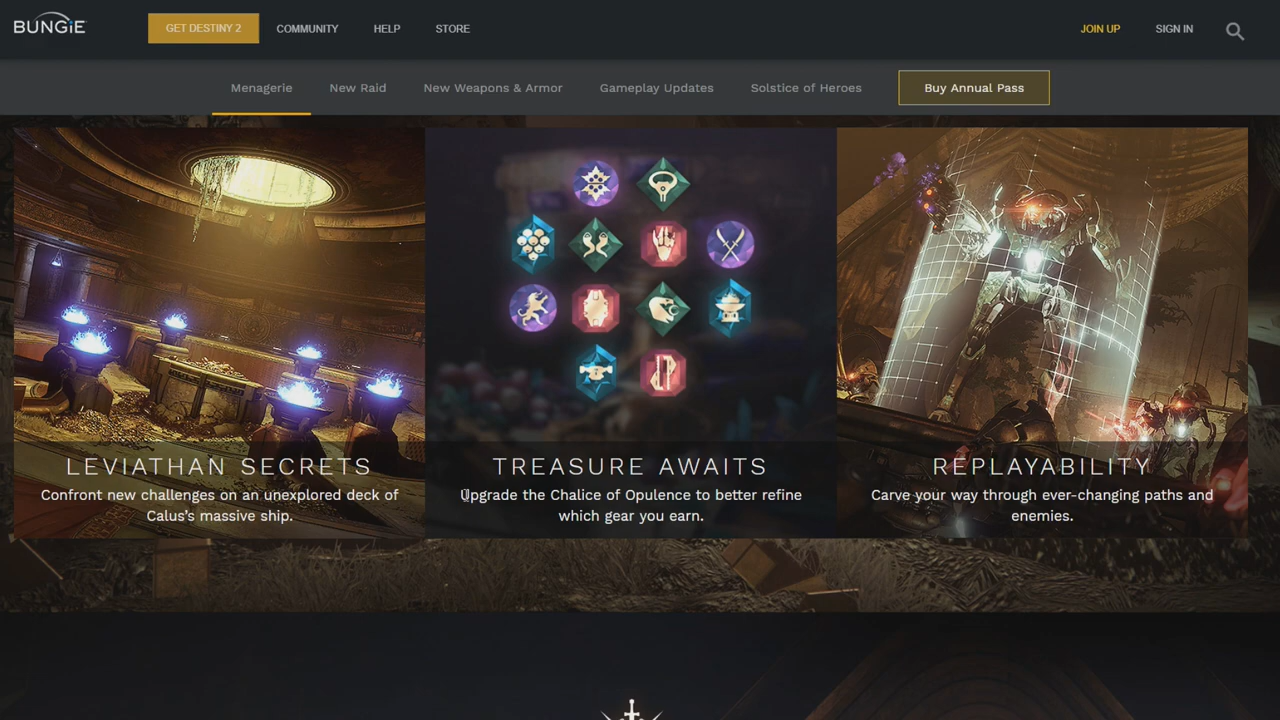 BUNGiE
GET DESTINY 2
COMMUNITY
HELP
STORE
JOIN UP
SIGN IN
Menagerie
New Raid
New Weapons & Armor
Gameplay Updates
Solstice of Heroes
Buy Annual Pass
LEVIATHAN SECRETS
Confront new challenges on an unexplored deck of
Calus's massive ship.
TREASURE AWAITS
Upgrade the Chalice of Opulence to better refine
which gear you earn.
REPLAYABILITY
Carve your way through ever-changing paths and
enemies.